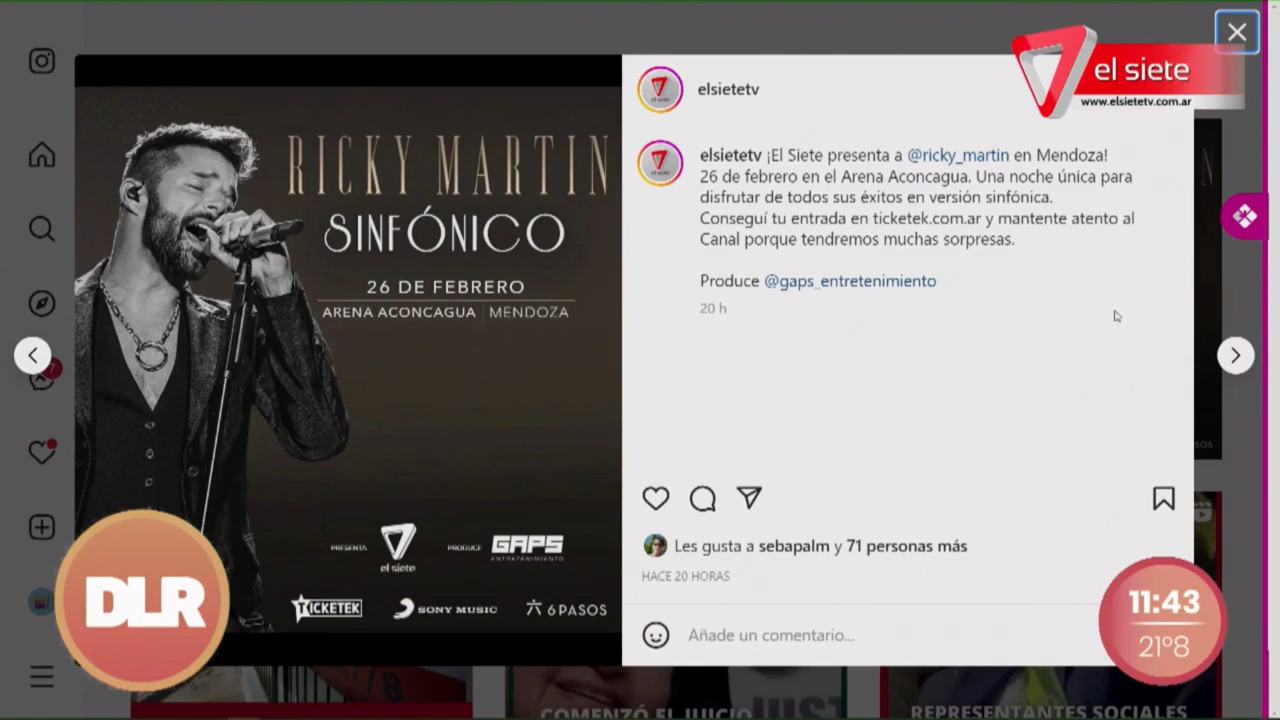 el siete
www.elsietetv.com.ar
RICKY MARTIN
SINFÓNICO
26 DE FEBRERO
ARENA ACONCAGUA | MENDOZA
PRESENTA
el siete
PRODUCE
GAPS
ENTRETENIMIENTO
TICKETEK
SONY MUSIC
6 PASOS
elsietetv
elsietetv ¡El Siete presenta a @ricky_martin en Mendoza!
26 de febrero en el Arena Aconcagua. Una noche única para
disfrutar de todos sus éxitos en versión sinfónica.
Conseguí tu entrada en ticketek.com.ar y mantente atento al
Canal porque tendremos muchas sorpresas.
Produce @gaps_entretenimiento
20 h
Les gusta a sebapalm y 71 personas más
HACE 20 HORAS
Añade un comentario...
7
DLR
11:43
21º8
COMENZÓ EL JUICIO
REPRESENTANTES SOCIALES